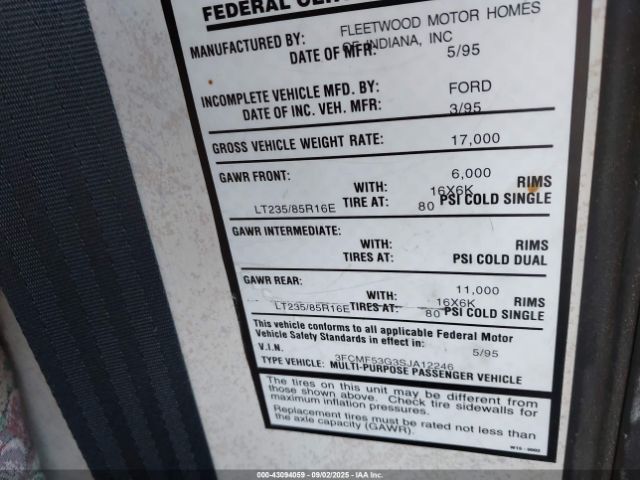 FEDERAL
MANUFACTURED BY: FLEETWOOD MOTOR HOMES
OF INDIANA, INC
DATE OF MFR: 5/95
INCOMPLETE VEHICLE MFD. BY: FORD
DATE OF INC. VEH. MFR: 3/95
GROSS VEHICLE WEIGHT RATE: 17,000
GAWR FRONT: 6,000
WITH: 16X6K RIMS
LT235/85R16E TIRE AT: 80 PSI COLD SINGLE
GAWR INTERMEDIATE:
WITH: RIMS
TIRES AT: PSI COLD DUAL
GAWR REAR: 11,000
WITH: 16X6K RIMS
LT235/85R16E TIRES AT: 80 PSI COLD SINGLE
This vehicle conforms to all applicable Federal Motor
Vehicle Safety Standards in effect in: 5/95
V.I.N. 3FCMF53G3SJA12246
TYPE VEHICLE: MULTI-PURPOSE PASSENGER VEHICLE
The tires on this unit may be different from
those shown above. Check tire sidewalls for
maximum inflation pressures.
Replacement tires must be rated not less than
the axle capacity (GAWR).
000-43094059 - 09/02/2025 - IAA, Inc.